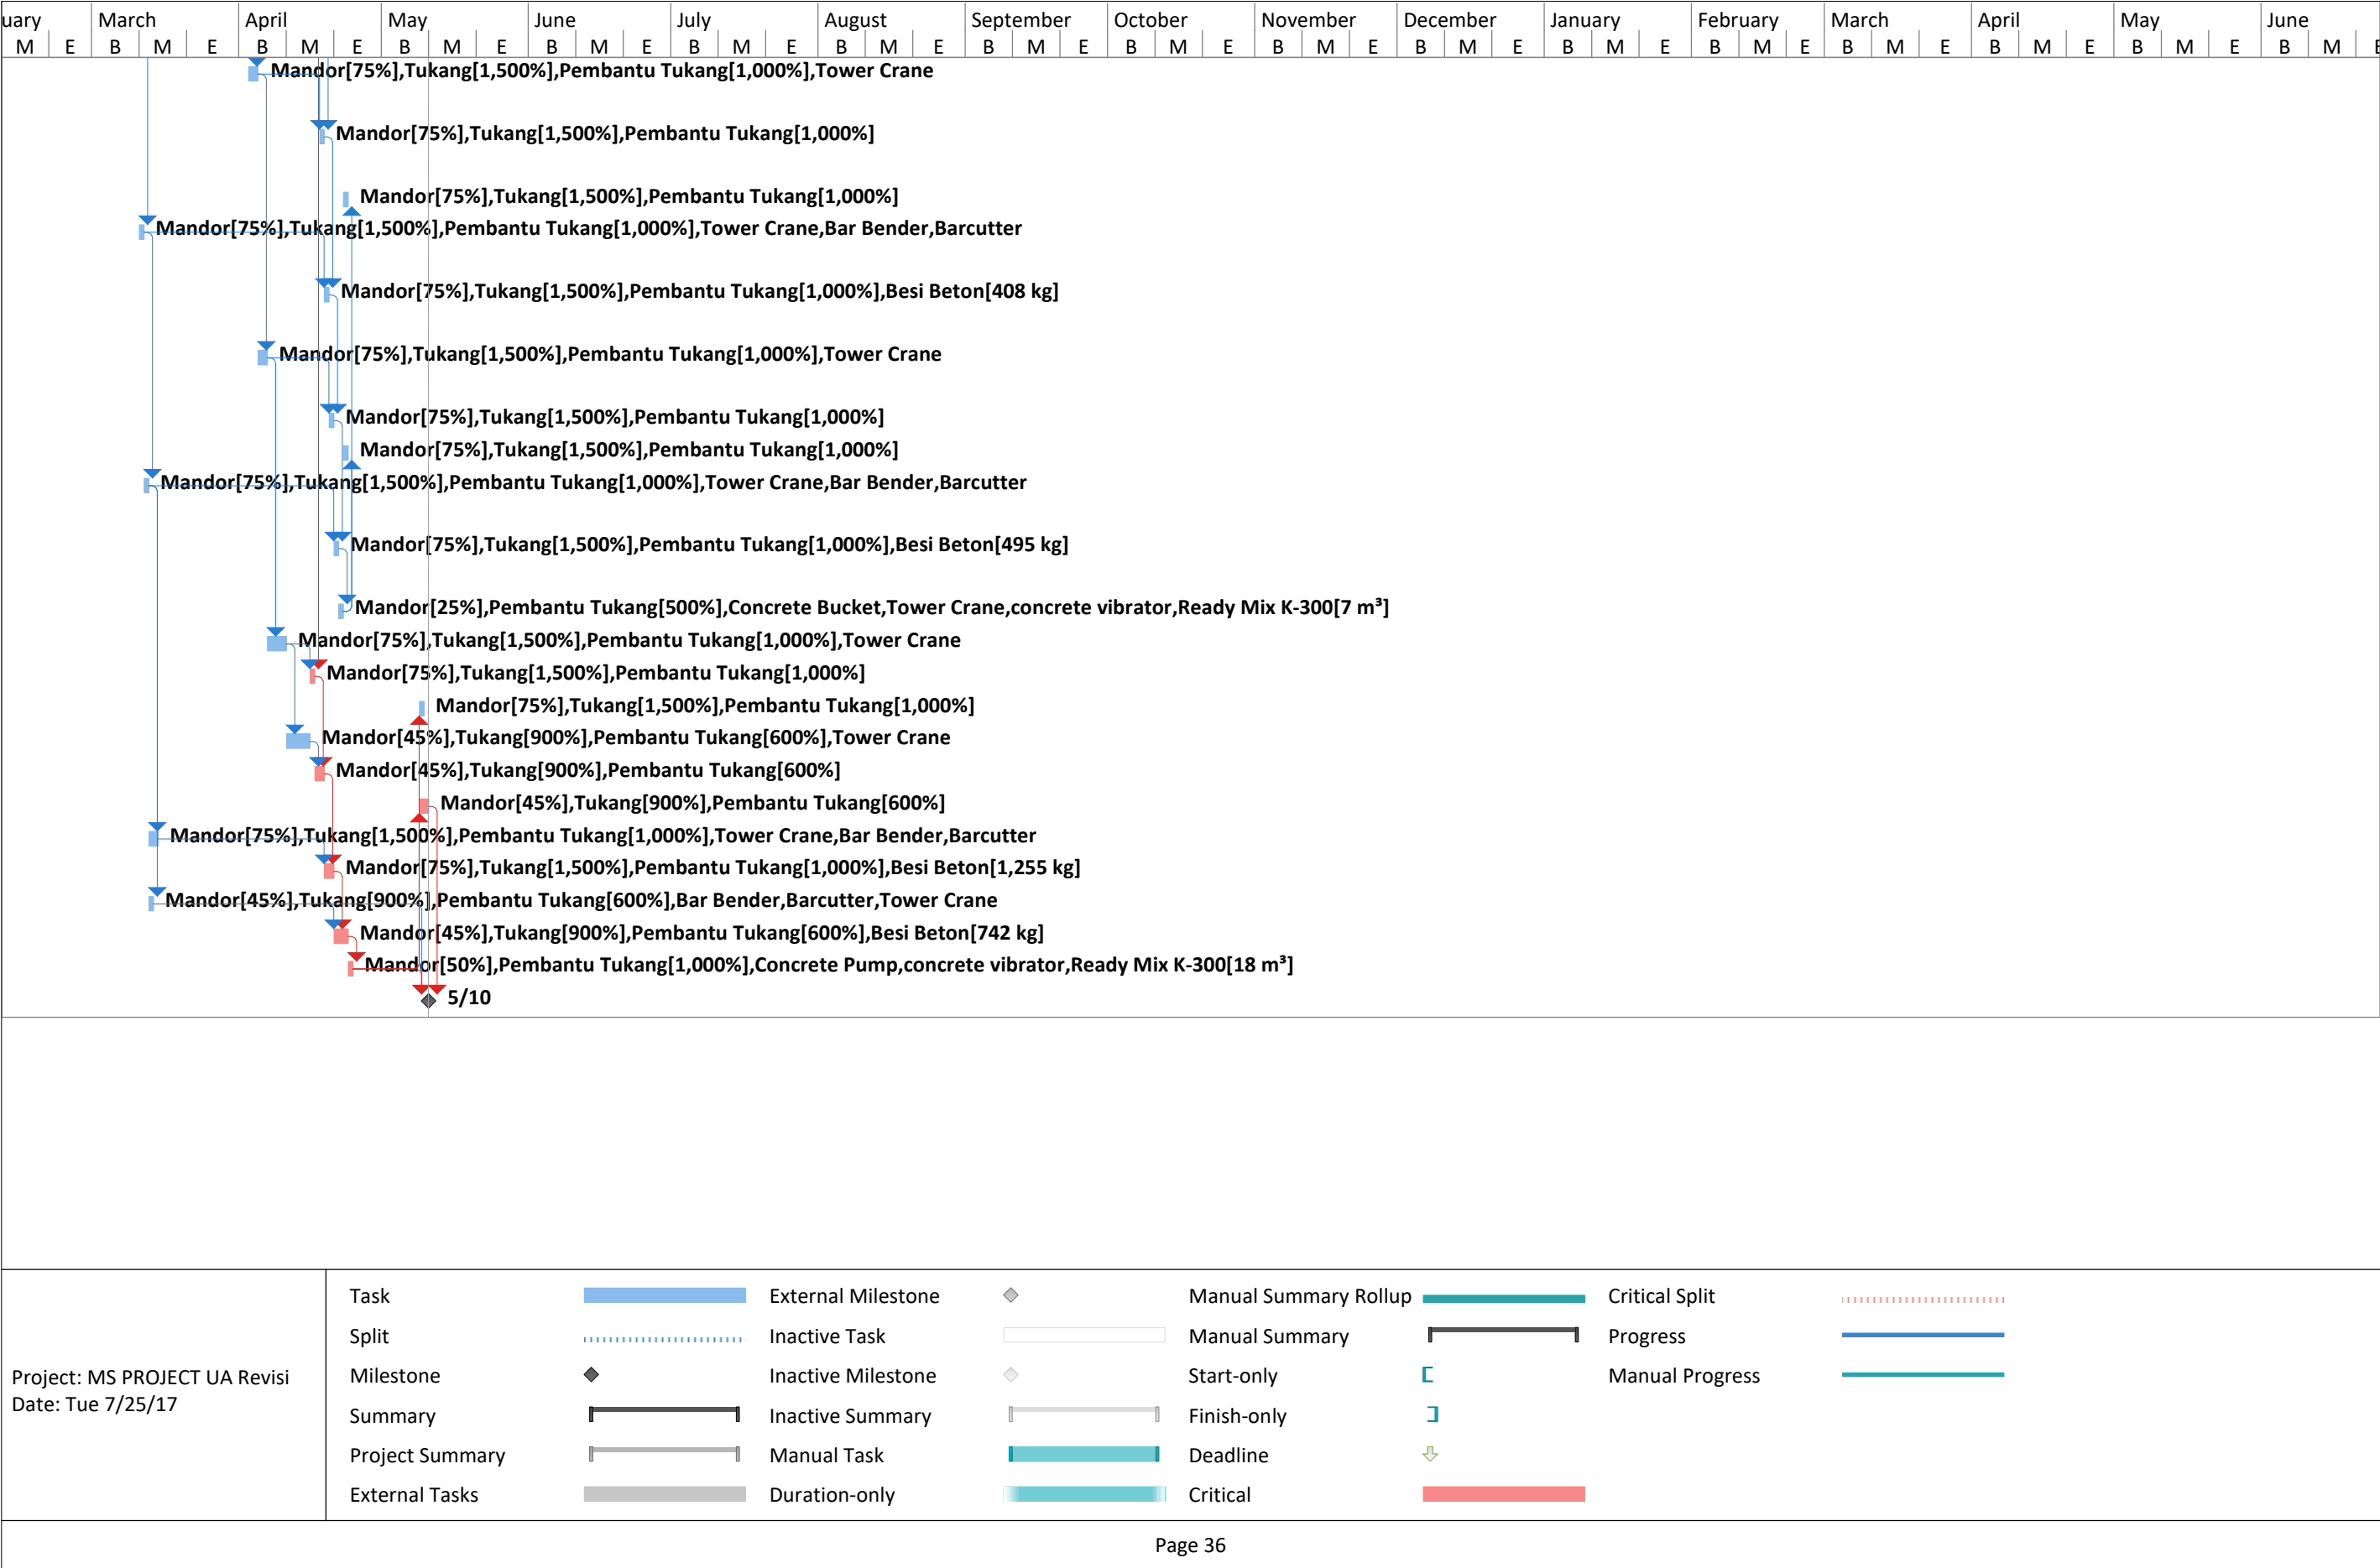 uary March April May June July August September October November December January February March April May June
M E B M E B M E B M E B M E B M E B M E B M E B M E B M E B M E B M E B M E B M E B M E B M E B M E B M E
Mandor[75%],Tukang[1,500%],Pembantu Tukang[1,000%],Tower Crane
Mandor[75%],Tukang[1,500%],Pembantu Tukang[1,000%]
Mandor[75%],Tukang[1,500%],Pembantu Tukang[1,000%]
Mandor[75%],Tukang[1,500%],Pembantu Tukang[1,000%],Tower Crane,Bar Bender,Barcutter
Mandor[75%],Tukang[1,500%],Pembantu Tukang[1,000%],Besi Beton[408 kg]
Mandor[75%],Tukang[1,500%],Pembantu Tukang[1,000%],Tower Crane
Mandor[75%],Tukang[1,500%],Pembantu Tukang[1,000%]
Mandor[75%],Tukang[1,500%],Pembantu Tukang[1,000%]
Mandor[75%],Tukang[1,500%],Pembantu Tukang[1,000%],Tower Crane,Bar Bender,Barcutter
Mandor[75%],Tukang[1,500%],Pembantu Tukang[1,000%],Besi Beton[495 kg]
Mandor[25%],Pembantu Tukang[500%],Concrete Bucket,Tower Crane,concrete vibrator,Ready Mix K-300[7 m³]
Mandor[75%],Tukang[1,500%],Pembantu Tukang[1,000%],Tower Crane
Mandor[75%],Tukang[1,500%],Pembantu Tukang[1,000%]
Mandor[75%],Tukang[1,500%],Pembantu Tukang[1,000%]
Mandor[45%],Tukang[900%],Pembantu Tukang[600%],Tower Crane
Mandor[45%],Tukang[900%],Pembantu Tukang[600%]
Mandor[45%],Tukang[900%],Pembantu Tukang[600%]
Mandor[75%],Tukang[1,500%],Pembantu Tukang[1,000%],Tower Crane,Bar Bender,Barcutter
Mandor[75%],Tukang[1,500%],Pembantu Tukang[1,000%],Besi Beton[1,255 kg]
Mandor[45%],Tukang[900%],Pembantu Tukang[600%],Bar Bender,Barcutter,Tower Crane
Mandor[45%],Tukang[900%],Pembantu Tukang[600%],Besi Beton[742 kg]
Mandor[50%],Pembantu Tukang[1,000%],Concrete Pump,concrete vibrator,Ready Mix K-300[18 m³]
5/10
Project: MS PROJECT UA Revisi
Date: Tue 7/25/17
Task
Split
Milestone
Summary
Project Summary
External Tasks
External Milestone
Inactive Task
Inactive Milestone
Inactive Summary
Manual Task
Duration-only
Manual Summary Rollup
Manual Summary
Start-only
Finish-only
Deadline
Critical
Critical Split
Progress
Manual Progress
Page 36